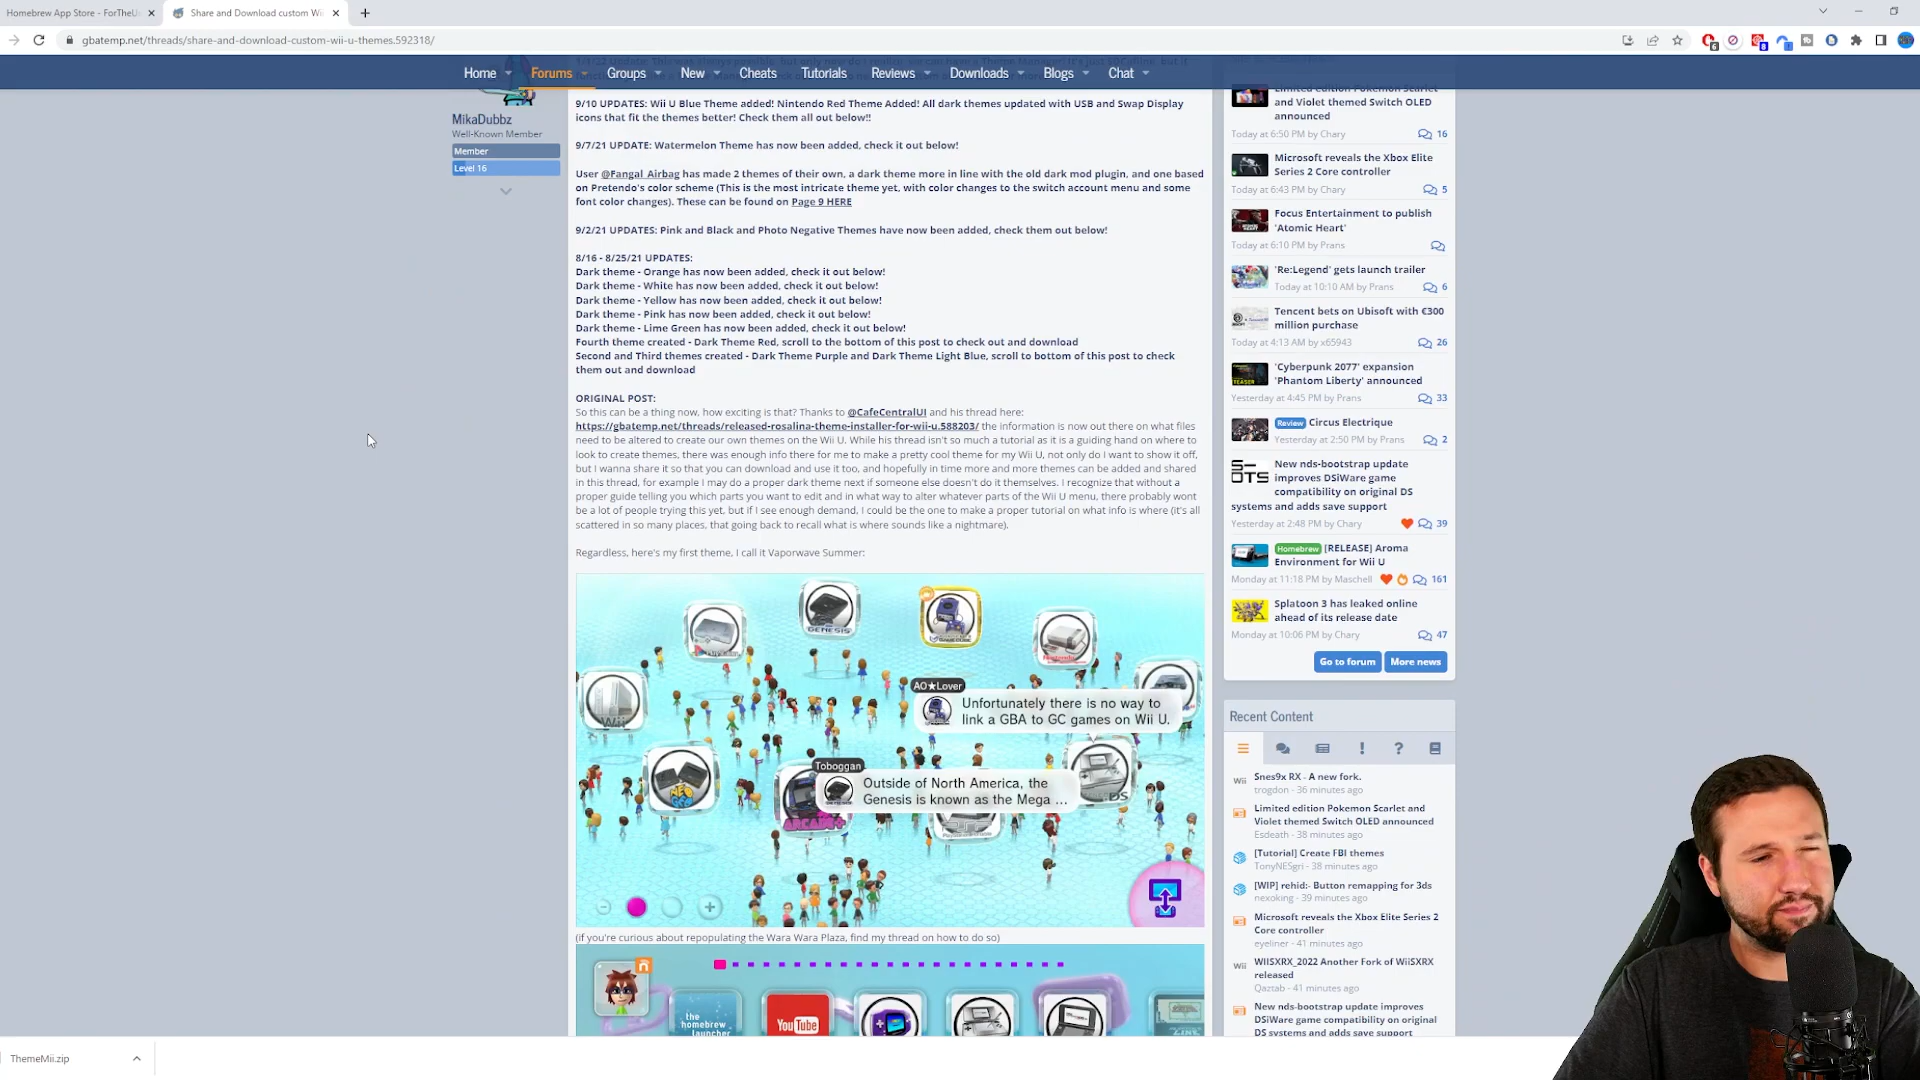 Homebrew App Store - ForTheU
Share and Download custom Wi
gbatemp.net/threads/share-and-download-custom-wii-u-themes.592318/
Home Forums Groups New Cheats Tutorials Reviews Downloads Blogs Chat
MikaDubbz
Well-Known Member
Member
Level 16
9/10 UPDATES: Wii U Blue Theme added! Nintendo Red Theme Added! All dark themes updated with USB and Swap Display
icons that fit the themes better! Check them all out below!!
9/7/21 UPDATE: Watermelon Theme has now been added, check it out below!
User @Fangal_Airbag has made 2 themes of their own, a dark theme more in line with the old dark mod plugin, and one based
on Pretendo's color scheme (This is the most intricate theme yet, with color changes to the switch account menu and some
font color changes). These can be found on Page 9 HERE
9/2/21 UPDATES: Pink and Black and Photo Negative Themes have now been added, check them out below!
8/16 - 8/25/21 UPDATES:
Dark theme - Orange has now been added, check it out below!
Dark theme - White has now been added, check it out below!
Dark theme - Yellow has now been added, check it out below!
Dark theme - Pink has now been added, check it out below!
Dark theme - Lime Green has now been added, check it out below!
Fourth theme created - Dark Theme Red, scroll to the bottom of this post to check out and download
Second and Third themes created - Dark Theme Purple and Dark Theme Light Blue, scroll to bottom of this post to check
them out and download
ORIGINAL POST:
So this can be a thing now, how exciting is that? Thanks to @CafeCentralUI and his thread here:
https://gbatemp.net/threads/released-rosalina-theme-installer-for-wii-u.588203/ the information is now out there on what files
need to be altered to create our own themes on the Wii U. While his thread isn't so much a tutorial as it is a guiding hand on where to
look to create themes, there was enough info there for me to make a pretty cool theme for my Wii U, not only do I want to show it off,
but I wanna share it so that you can download and use it too, and hopefully in time more and more themes can be added and shared
in this thread, for example I may do a proper dark theme next if someone else doesn't do it themselves. I recognize that without a
proper guide telling you which parts you want to edit and in what way to alter whatever parts of the Wii U menu, there probably wont
be a lot of people trying this yet, but if I see enough demand, I could be the one to make a proper tutorial on what info is where (it's all
scattered in so many places, that going back to recall what is where sounds like a nightmare).
Regardless, here's my first theme, I call it Vaporwave Summer:
GENESIS
Wii
AO★Lover
Unfortunately there is no way to
link a GBA to GC games on Wii U.
Toboggan
Outside of North America, the
Genesis is known as the Mega ...
NEO GEO
ARCADE+
DS
(if you're curious about repopulating the Wara Wara Plaza, find my thread on how to do so)
the
homebrew
launcher
YouTube
Limited edition Pokemon Scarlet
and Violet themed Switch OLED
announced
Today at 6:50 PM by Chary 16
Microsoft reveals the Xbox Elite
Series 2 Core controller
Today at 6:43 PM by Chary 5
Focus Entertainment to publish
'Atomic Heart'
Today at 6:10 PM by Prans
'Re:Legend' gets launch trailer
Today at 10:10 AM by Prans 6
Tencent bets on Ubisoft with €300
million purchase
Today at 4:13 AM by x65943 26
'Cyberpunk 2077' expansion
'Phantom Liberty' announced
Yesterday at 4:45 PM by Prans 33
Review Circus Electrique
Yesterday at 2:50 PM by Prans 2
New nds-bootstrap update
improves DSiWare game
compatibility on original DS
systems and adds save support
Yesterday at 2:48 PM by Chary 39
Homebrew [RELEASE] Aroma
Environment for Wii U
Monday at 11:18 PM by Maschell 161
Splatoon 3 has leaked online
ahead of its release date
Monday at 10:06 PM by Chary 47
Go to forum More news
Recent Content
Wii Snes9x RX - A new fork.
trogdon - 36 minutes ago
Limited edition Pokemon Scarlet and
Violet themed Switch OLED announced
Esdeath - 38 minutes ago
[Tutorial] Create FBI themes
TonyNESgri - 38 minutes ago
[WIP] rehid:- Button remapping for 3ds
nexoking - 39 minutes ago
Microsoft reveals the Xbox Elite Series 2
Core controller
eyeliner - 41 minutes ago
Wii WIISXRX_2022 Another Fork of WiiSXRX
released
Qaztab - 41 minutes ago
New nds-bootstrap update improves
DSiWare game compatibility on original
DS systems and adds save support
ThemeMii.zip